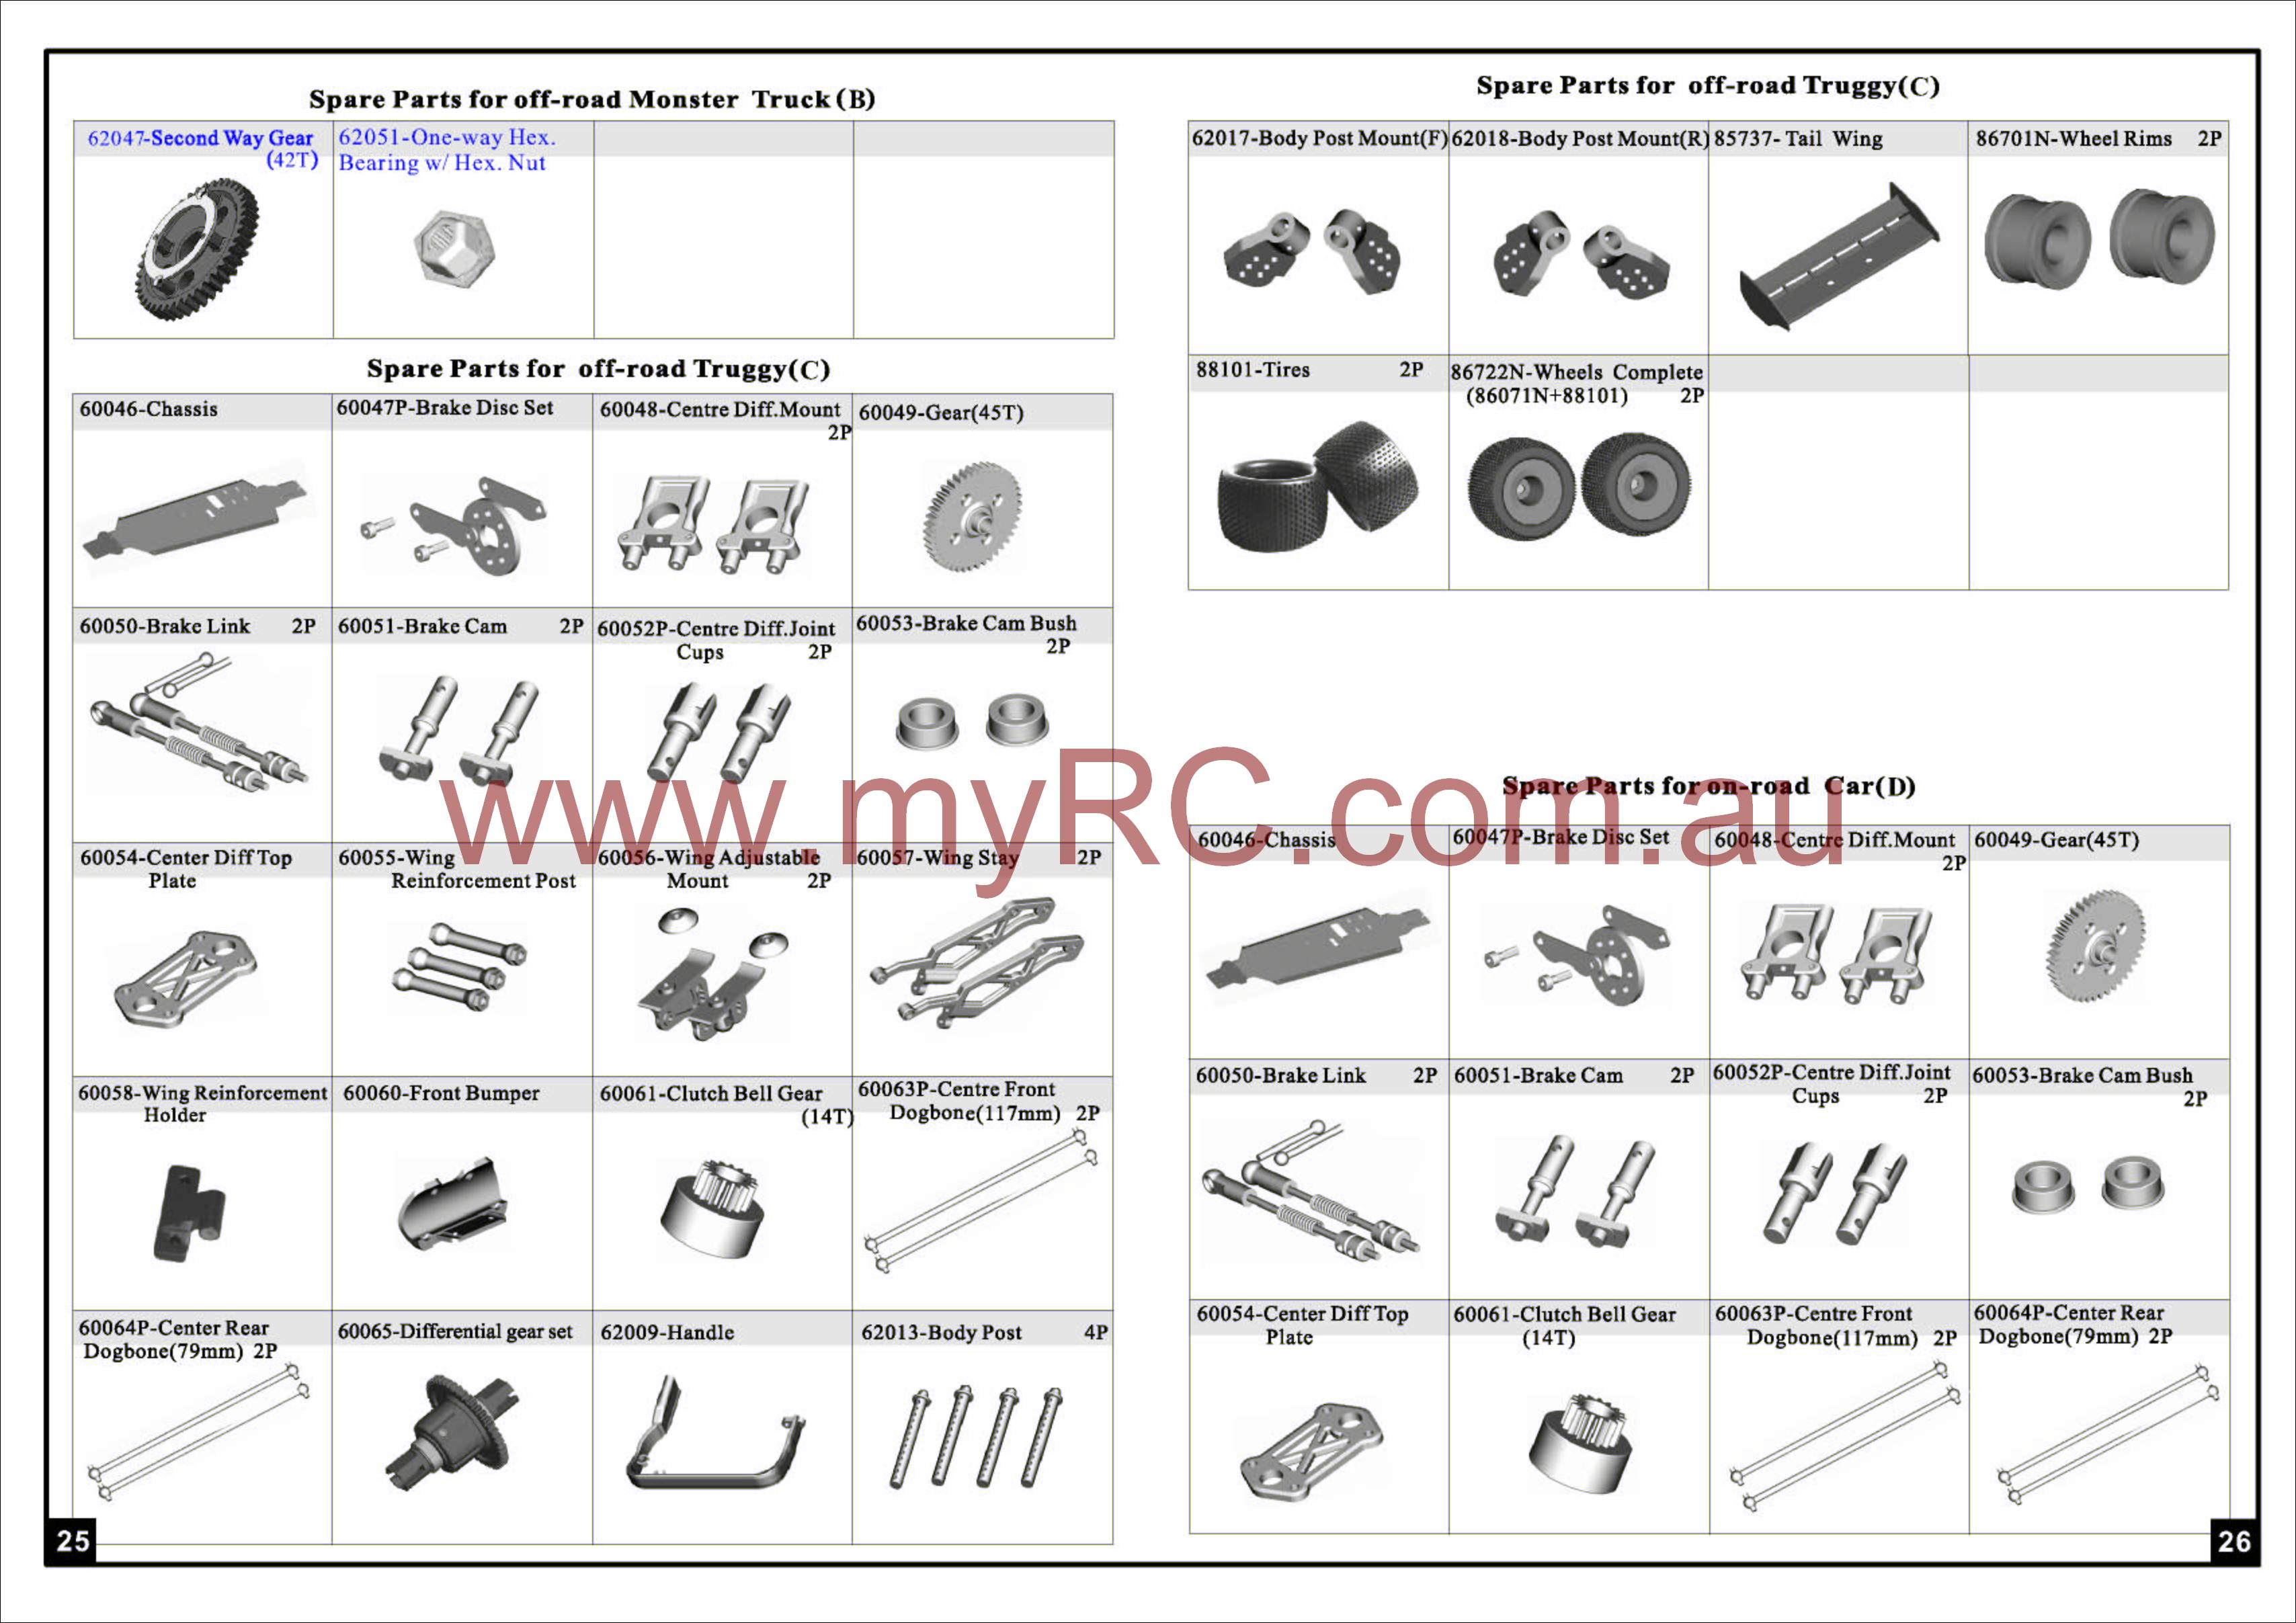 Spare Parts for off-road Monster Truck(B)
62047-Second Way Gear
(42T)
62051-One-way Hex.
Bearing w/ Hex. Nut
Spare Parts for off-road Truggy(C)
60046-Chassis
60047P-Brake Disc Set
60048-Centre Diff.Mount
2P
60049-Gear(45T)
60050-Brake Link 2P
60051-Brake Cam 2P
60052P-Centre Diff.Joint
Cups 2P
60053-Brake Cam Bush
2P
60054-Center Diff Top
Plate
60055-Wing
Reinforcement Post
60056-Wing Adjustable
Mount 2P
60057-Wing Stay 2P
60058-Wing Reinforcement
Holder
60060-Front Bumper
60061-Clutch Bell Gear
(14T)
60063P-Centre Front
Dogbone(117mm) 2P
60064P-Center Rear
Dogbone(79mm) 2P
60065-Differential gear set
62009-Handle
62013-Body Post 4P
25
Spare Parts for off-road Truggy(C)
62017-Body Post Mount(F)
62018-Body Post Mount(R)
85737- Tail Wing
86701N-Wheel Rims 2P
88101-Tires 2P
86722N-Wheels Complete
(86071N+88101) 2P
www.myRC.com.au
Spare Parts for on-road Car(D)
60046-Chassis
60047P-Brake Disc Set
60048-Centre Diff.Mount
2P
60049-Gear(45T)
60050-Brake Link 2P
60051-Brake Cam 2P
60052P-Centre Diff.Joint
Cups 2P
60053-Brake Cam Bush
2P
60054-Center Diff Top
Plate
60061-Clutch Bell Gear
(14T)
60063P-Centre Front
Dogbone(117mm) 2P
60064P-Center Rear
Dogbone(79mm) 2P
26